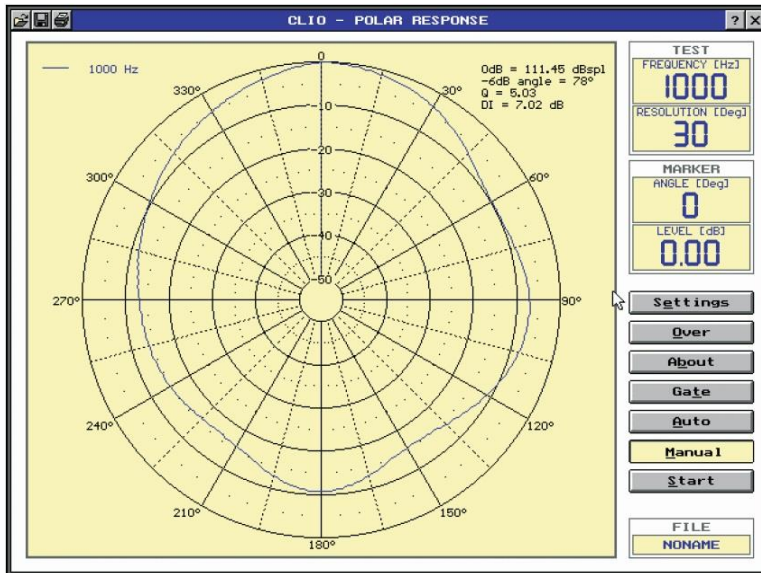 CLIO - POLAR RESPONSE
? X
1000 Hz
0dB = 111.45 dBspl
-6dB angle = 78°
Q = 5.03
DI = 7.02 dB
0
330°
30°
-10
300°
60°
-20
-30
-40
-50
270°
90°
240°
120°
210°
150°
180°
TEST
FREQUENCY [Hz]
1000
RESOLUTION [Deg]
30
MARKER
ANGLE [Deg]
0
LEVEL [dB]
0.00
Settings
Over
About
Gate
Auto
Manual
Start
FILE
NONAME